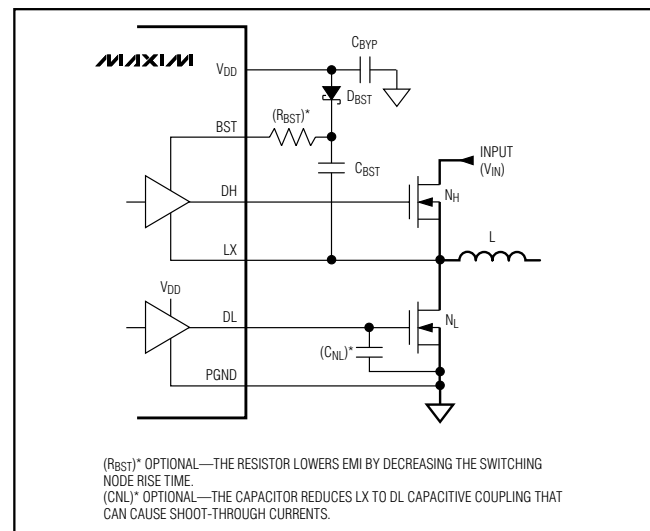 MAXIM
CBYP
VDD
DBST
(RBST)*
BST
CBST
INPUT
(VIN)
DH
NH
L
LX
VDD
DL
NL
(CNL)*
PGND
(RBST)* OPTIONAL—THE RESISTOR LOWERS EMI BY DECREASING THE SWITCHING
NODE RISE TIME.
(CNL)* OPTIONAL—THE CAPACITOR REDUCES LX TO DL CAPACITIVE COUPLING THAT
CAN CAUSE SHOOT-THROUGH CURRENTS.